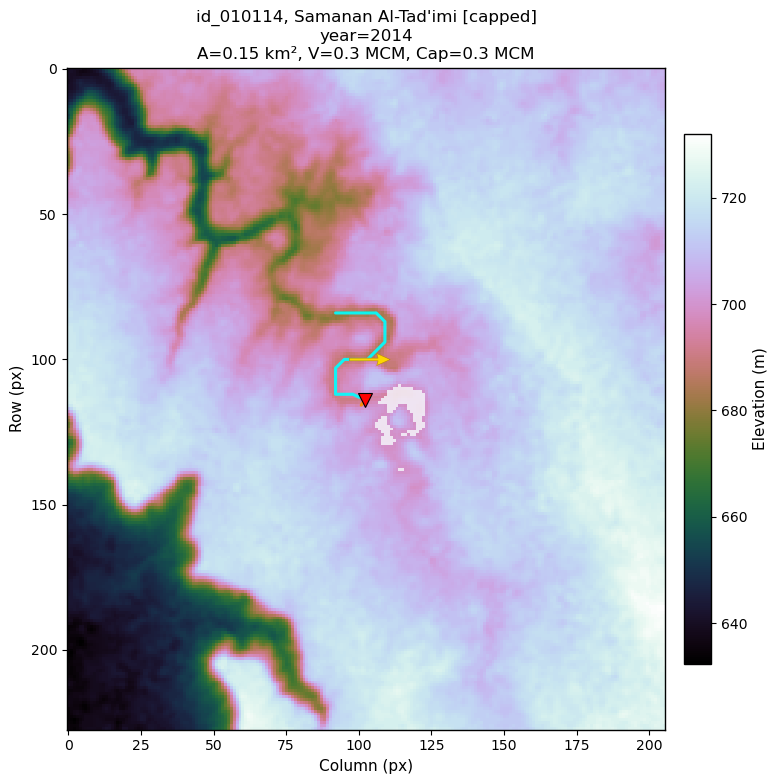 id_010114, Samanan Al-Tad'imi [capped]
year=2014
A=0.15 km², V=0.3 MCM, Cap=0.3 MCM
0
50
100
150
200
Row (px)
0 25 50 75 100 125 150 175 200
Column (px)
720
700
680
660
640
Elevation (m)